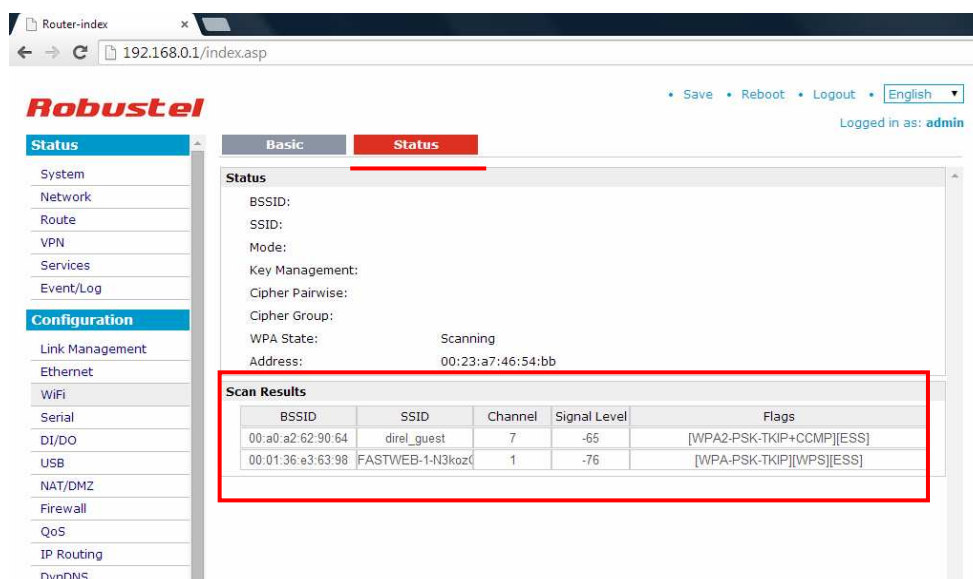 Router-index
192.168.0.1/index.asp
Robustel
• Save • Reboot • Logout • English
Logged in as: admin
Status
System
Network
Route
VPN
Services
Event/Log
Configuration
Link Management
Ethernet
WiFi
Serial
DI/DO
USB
NAT/DMZ
Firewall
QoS
IP Routing
DynDNS
Basic Status
Status
BSSID:
SSID:
Mode:
Key Management:
Cipher Pairwise:
Cipher Group:
WPA State: Scanning
Address: 00:23:a7:46:54:bb
Scan Results
BSSID SSID Channel Signal Level Flags
00:a0:a2:62:90:64 direl_guest 7 -65 [WPA2-PSK-TKIP+CCMP][ESS]
00:01:36:e3:63:98 1 -76 [WPA-PSK-TKIP][WPS][ESS]